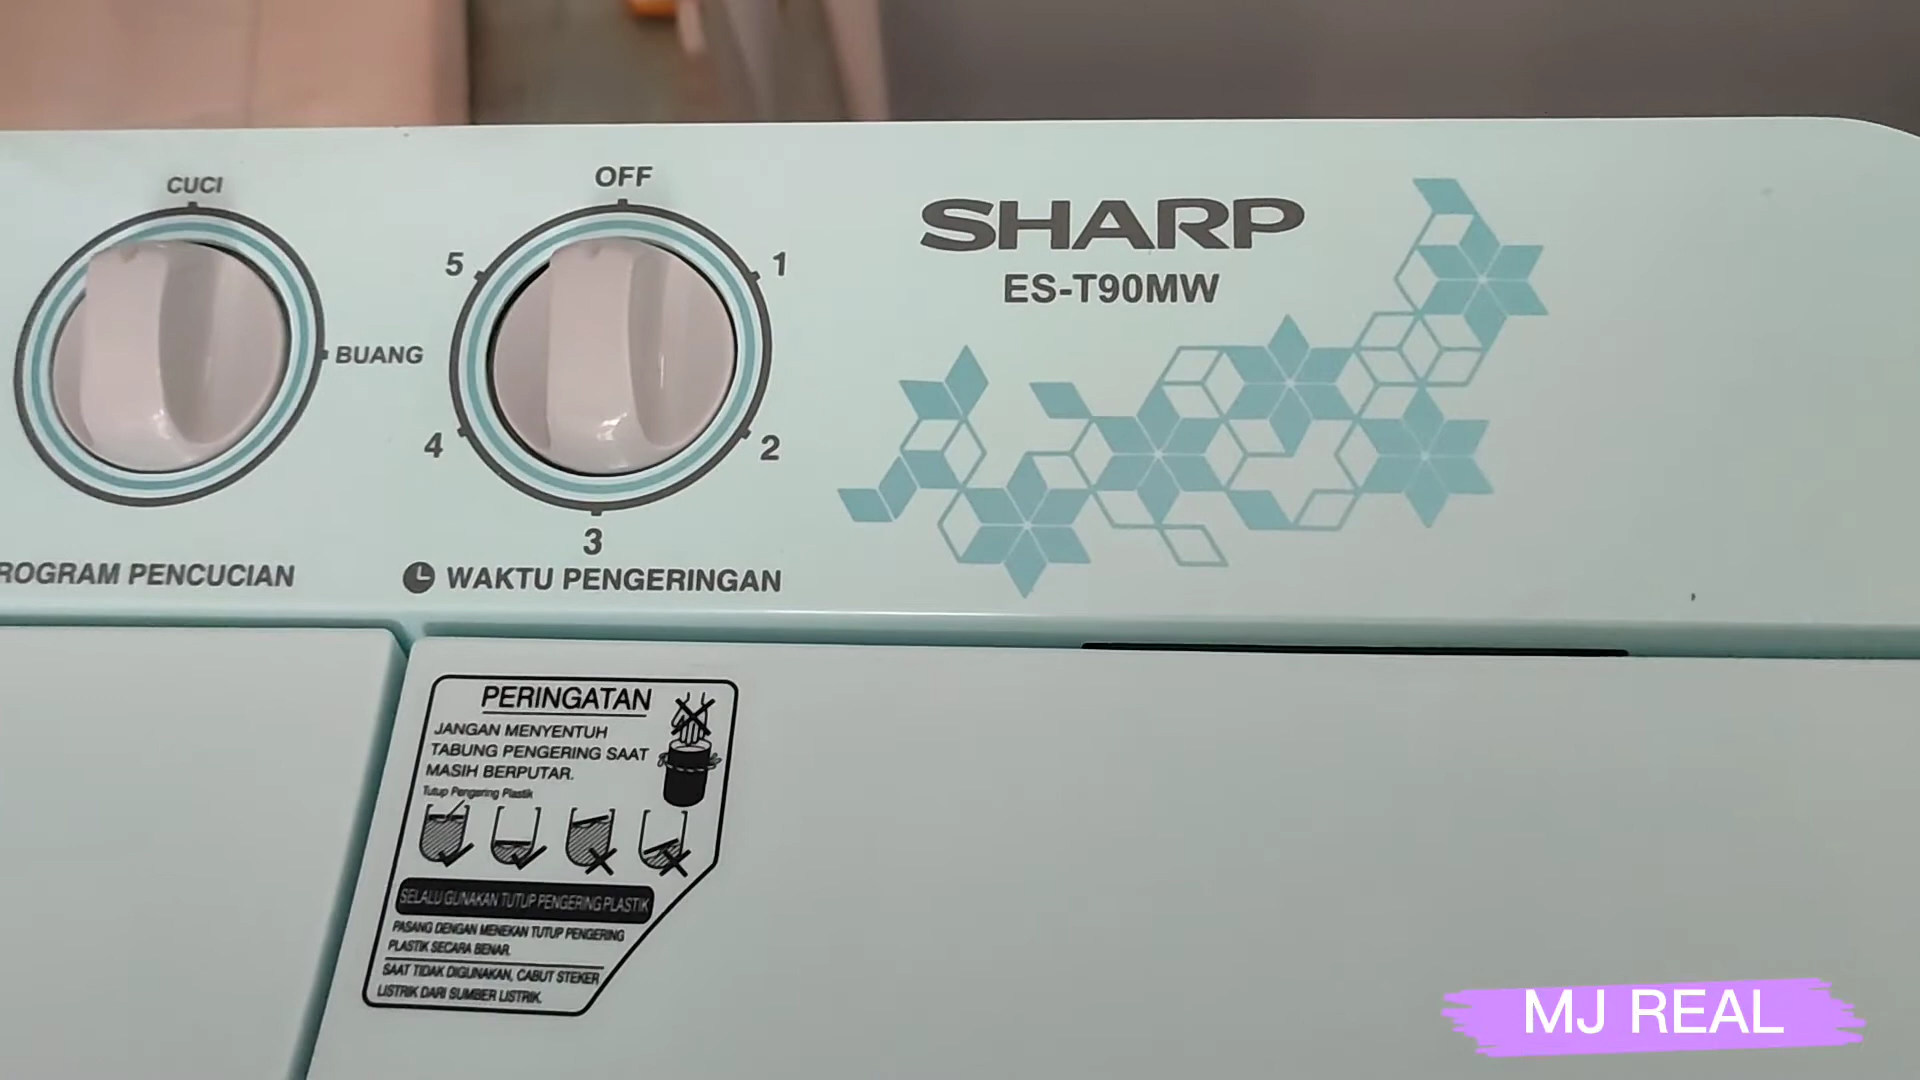 CUCI
BUANG
ROGRAM PENCUCIAN
OFF
1
2
3
4
5
WAKTU PENGERINGAN
SHARP
ES-T90MW
PERINGATAN
JANGAN MENYENTUH
TABUNG PENGERING SAAT
MASIH BERPUTAR.
Tutup Pengering Plastik
SELALU GUNAKAN TUTUP PENGERING PLASTIK
PASANG DENGAN MENEKAN TUTUP PENGERING
PLASTIK SECARA BENAR.
SAAT TIDAK DIGUNAKAN, CABUT STEKER
LISTRIK DARI SUMBER LISTRIK.
MJ REAL